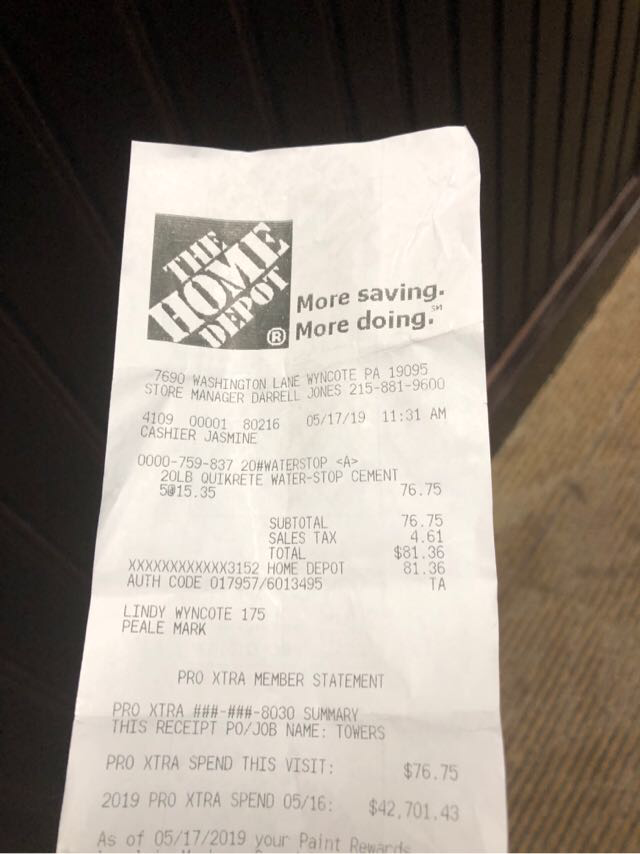 THE
HOME
DEPOT
®
More saving.
More doing.℠
7690 WASHINGTON LANE WYNCOTE PA 19095
STORE MANAGER DARRELL JONES 215-881-9600
4109 00001 80216 05/17/19 11:31 AM
CASHIER JASMINE
0000-759-837 20#WATERSTOP <A>
20LB QUIKRETE WATER-STOP CEMENT
5@15.35 76.75
SUBTOTAL 76.75
SALES TAX 4.61
TOTAL $81.36
XXXXXXXXXXXX3152 HOME DEPOT 81.36
AUTH CODE 017957/6013495 TA
LINDY WYNCOTE 175
PEALE MARK
PRO XTRA MEMBER STATEMENT
PRO XTRA ###-###-8030 SUMMARY
THIS RECEIPT PO/JOB NAME: TOWERS
PRO XTRA SPEND THIS VISIT: $76.75
2019 PRO XTRA SPEND 05/16: $42,701.43
As of 05/17/2019 your Paint Rewards